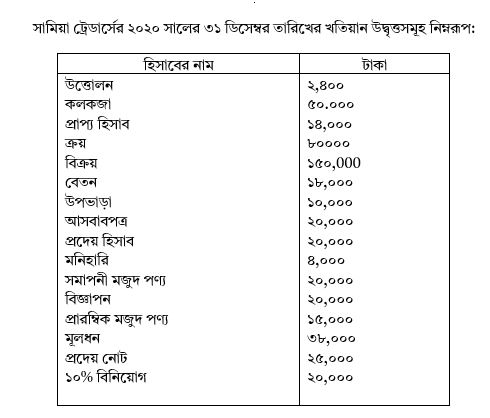 সামিয়া ট্রেডার্সের ২০২০ সালের ৩১ ডিসেম্বর তারিখের খতিয়ান উদ্বৃত্তসমূহ নিম্নরূপ:
হিসাবের নাম টাকা
উত্তোলন ২,৪০০
কলকজা ৫০.০০০
প্রাপ্য হিসাব ১৪,০০০
ক্রয় ৮০০০০
বিক্রয় ১৫০,000
বেতন ১৮,০০০
উপভাড়া ১০,০০০
আসবাবপত্র ২০,০০০
প্রদেয় হিসাব ২০,০০০
মনিহারি ৪,০০০
সমাপনী মজুদ পণ্য ২০,০০০
বিজ্ঞাপন ২০,০০০
প্রারম্বিক মজুদ পণ্য ১৫,০০০
মূলধন ৩৮,০০০
প্রদেয় নোট ২৫,০০০
১০% বিনিয়োগ ২০,০০০